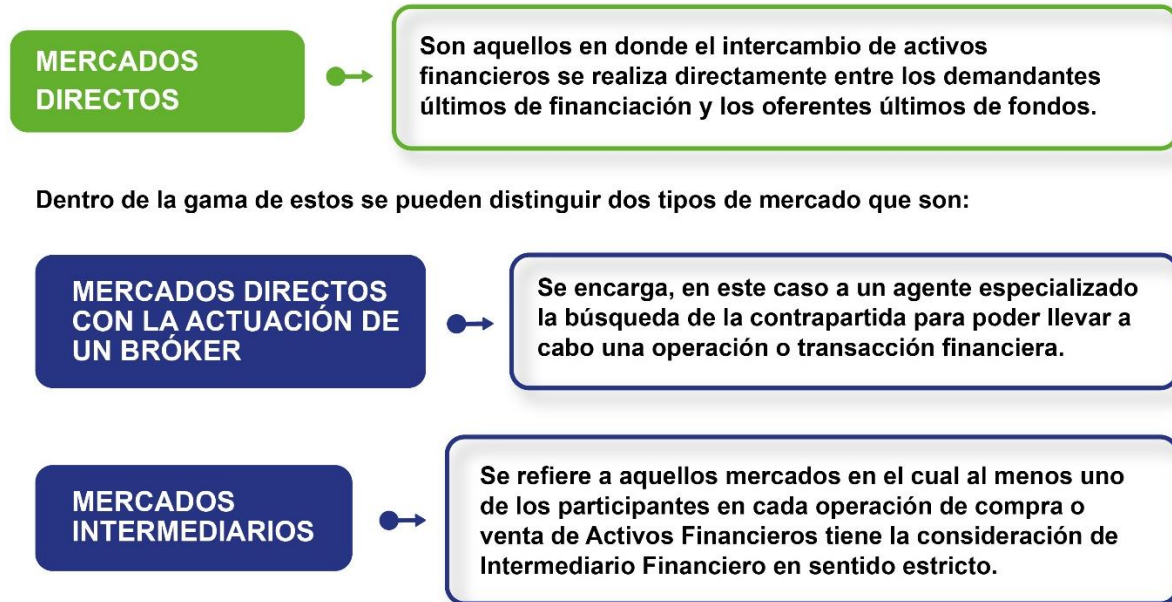 MERCADOS
DIRECTOS
Son aquellos en donde el intercambio de activos
financieros se realiza directamente entre los demandantes
últimos de financiación y los oferentes últimos de fondos.
Dentro de la gama de estos se pueden distinguir dos tipos de mercado que son:
MERCADOS DIRECTOS
CON LA ACTUACIÓN DE
UN BRÓKER
Se encarga, en este caso a un agente especializado
la búsqueda de la contrapartida para poder llevar a
cabo una operación o transacción financiera.
MERCADOS
INTERMEDIARIOS
Se refiere a aquellos mercados en el cual al menos uno
de los participantes en cada operación de compra o
venta de Activos Financieros tiene la consideración de
Intermediario Financiero en sentido estricto.